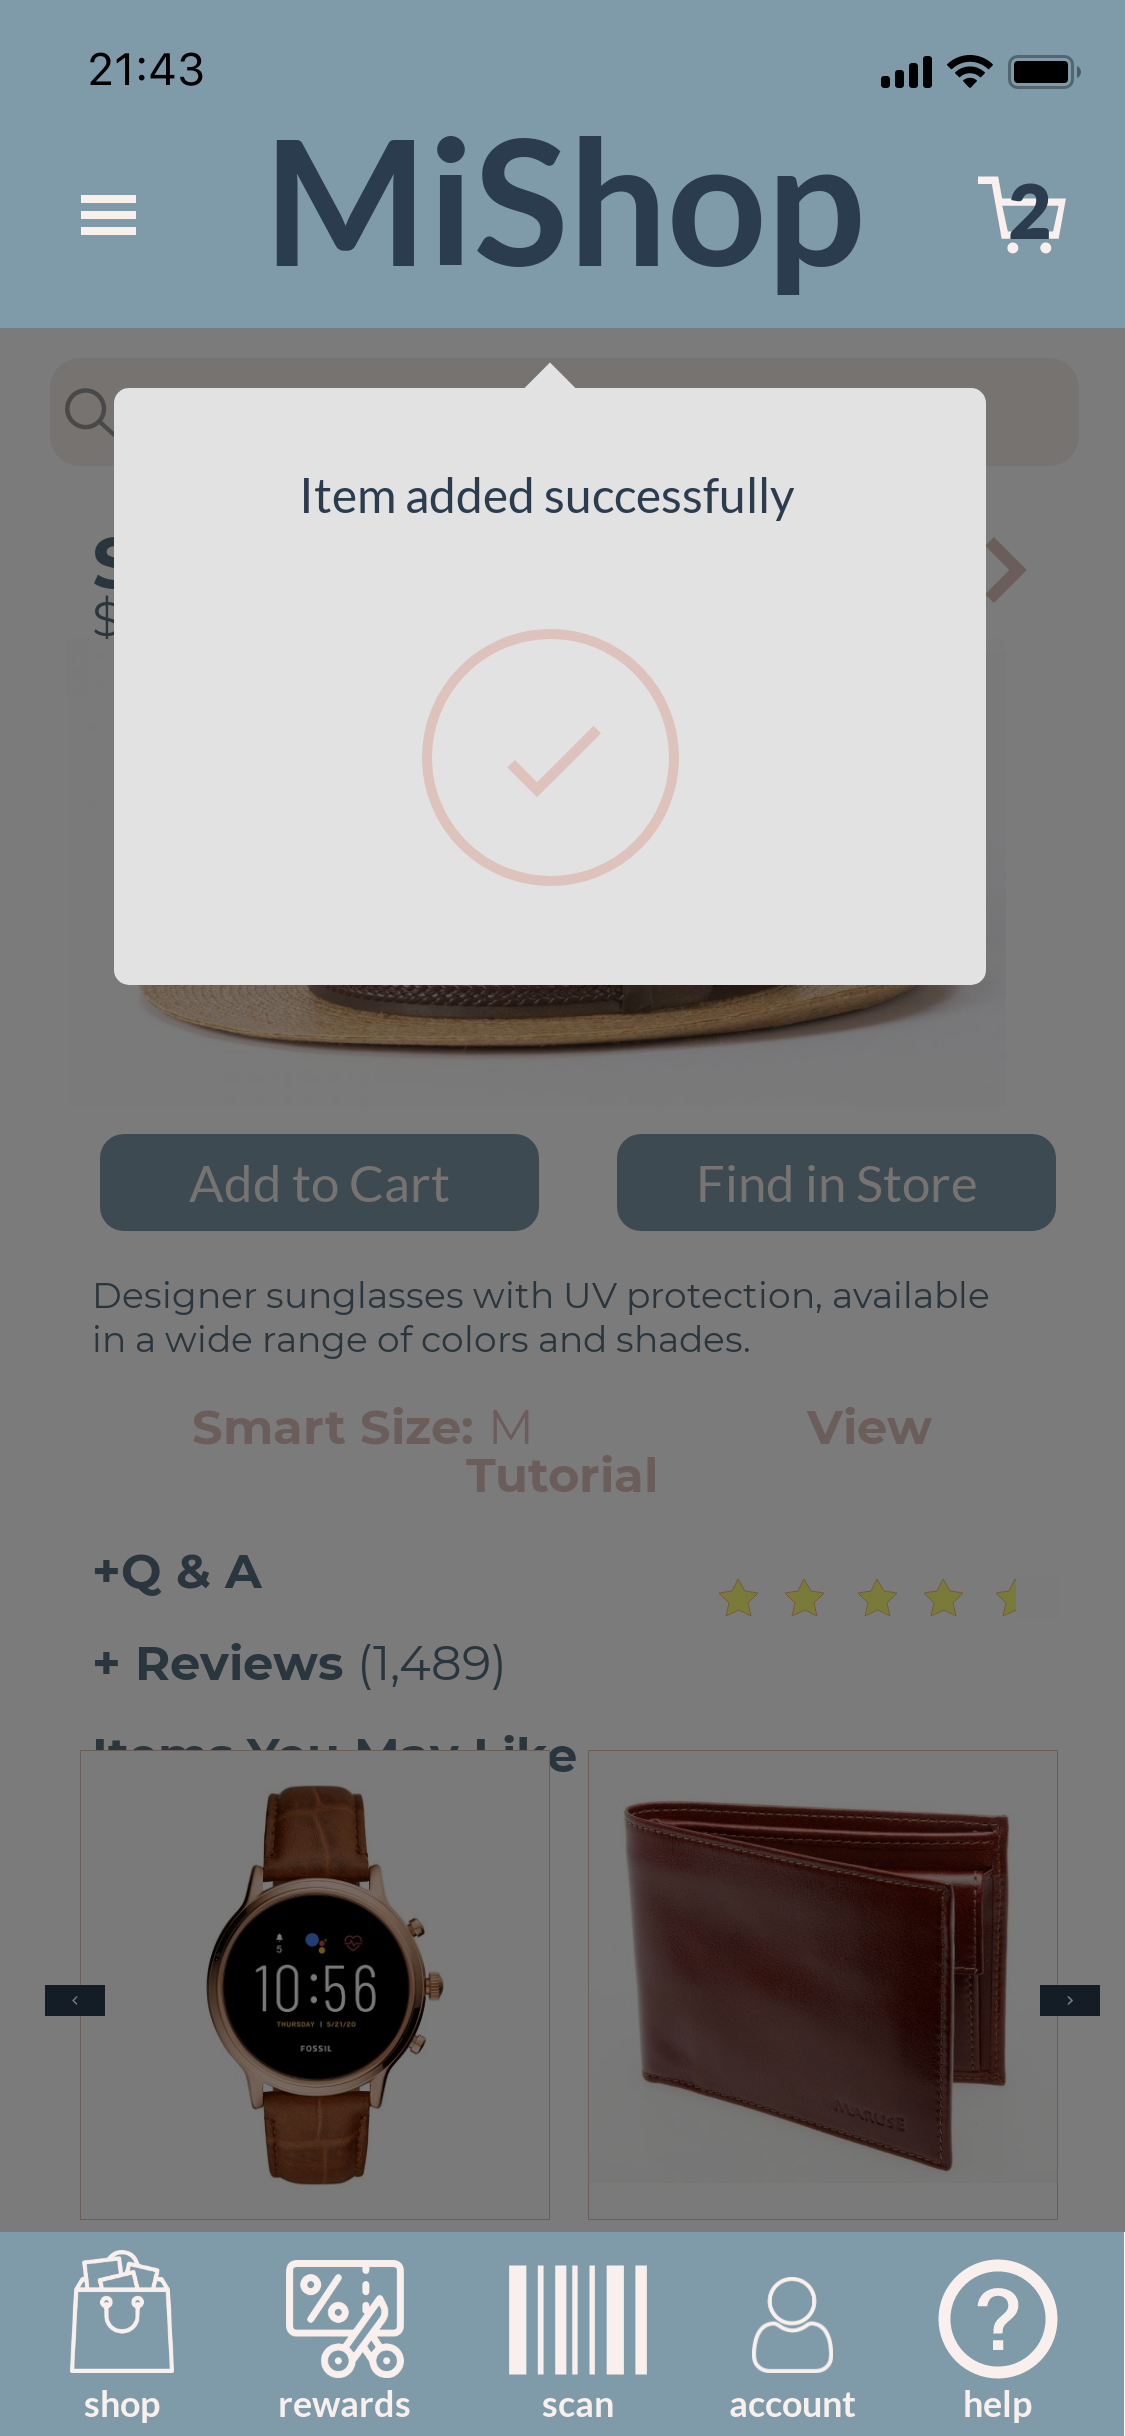 21:43
MiShop
2
Item added successfully
S
$
Add to Cart
Find in Store
Designer sunglasses with UV protection, available
in a wide range of colors and shades.
Smart Size: M View
Tutorial
+Q & A
+ Reviews (1,489)
Items You May Like
5
10:56
THURSDAY | 5/21/20
FOSSIL
MARUSE
shop
rewards
scan
account
help